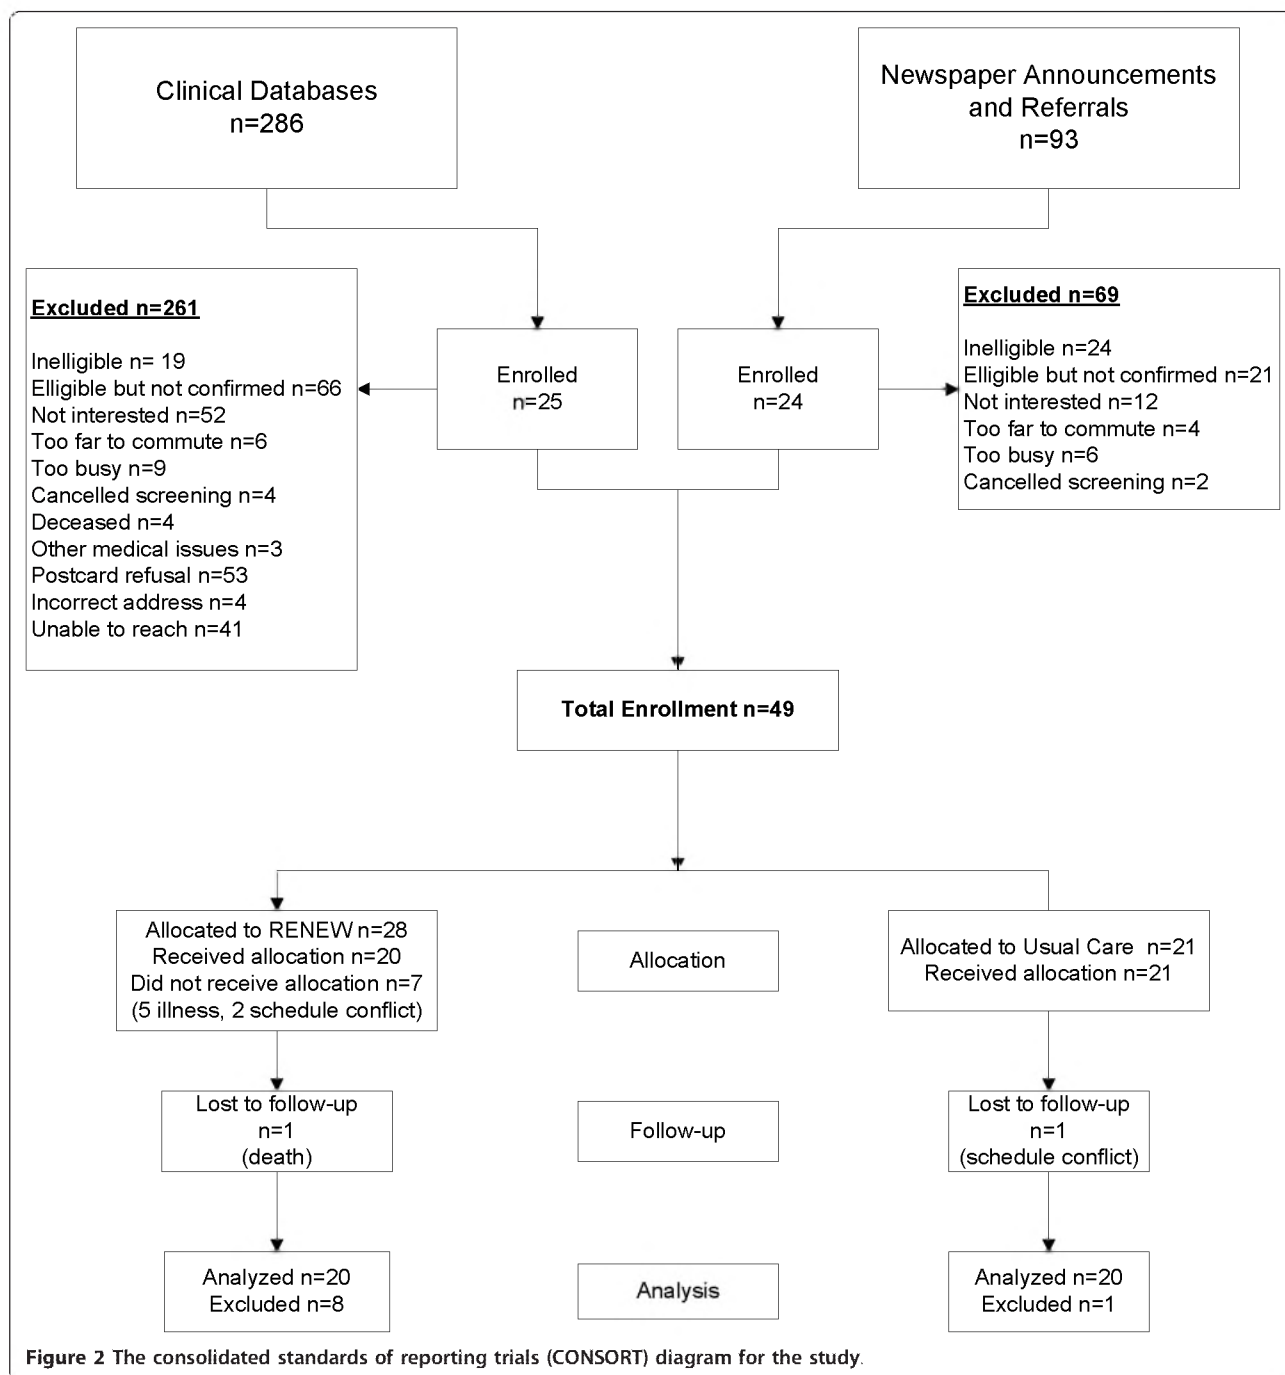 Clinical Databases
n=286
Newspaper Announcements
and Referrals
n=93
Excluded n=261
Inelligible n= 19
Elligible but not confirmed n=66
Not interested n=52
Too far to commute n=6
Too busy n=9
Cancelled screening n=4
Deceased n=4
Other medical issues n=3
Postcard refusal n=53
Incorrect address n=4
Unable to reach n=41
Enrolled
n=25
Enrolled
n=24
Excluded n=69
Inelligible n=24
Elligible but not confirmed n=21
Not interested n=12
Too far to commute n=4
Too busy n=6
Cancelled screening n=2
Total Enrollment n=49
Allocated to RENEW n=28
Received allocation n=20
Did not receive allocation n=7
(5 illness, 2 schedule conflict)
Allocation
Allocated to Usual Care n=21
Received allocation n=21
Lost to follow-up
n=1
(death)
Follow-up
Lost to follow-up
n=1
(schedule conflict)
Analyzed n=20
Excluded n=8
Analysis
Analyzed n=20
Excluded n=1
Figure 2 The consolidated standards of reporting trials (CONSORT) diagram for the study.